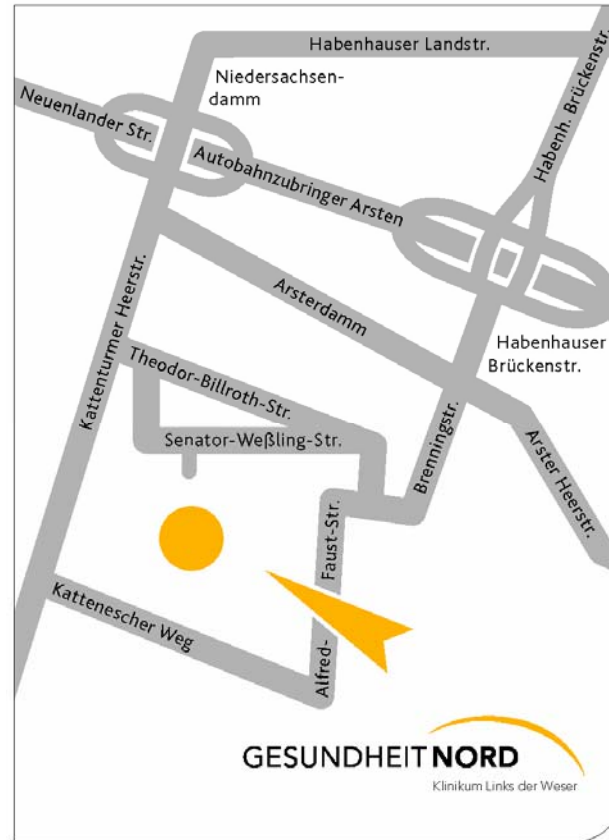 Habenhauser Landstr.
Niedersachsen-
damm
Habenh. Brückenstr.
Neuenlander Str.
Autobahnzubringer Arsten
Kattenturmer Heerstr.
Arsterdamm
Habenhauser
Brückenstr.
Theodor-Billroth-Str.
Senator-Weßling-Str.
Brenningstr.
Arster Heerstr.
Faust-Str.
Kattenescher Weg
Alfred-
GESUNDHEITNORD
Klinikum Links der Weser